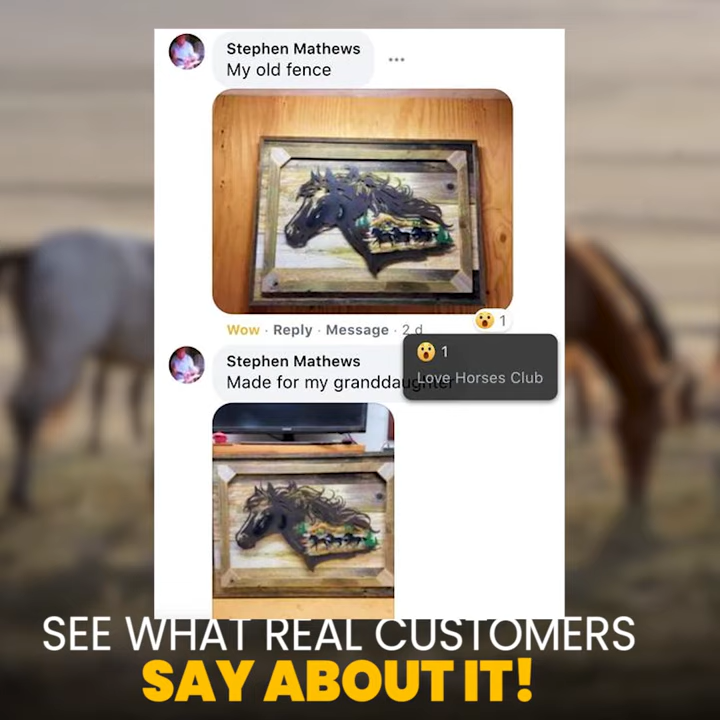 Stephen Mathews
My old fence
Wow · Reply · Message · 2 d
1
1
Love Horses Club
Stephen Mathews
Made for my granddaughter
SEE WHAT REAL CUSTOMERS
SAY ABOUT IT!